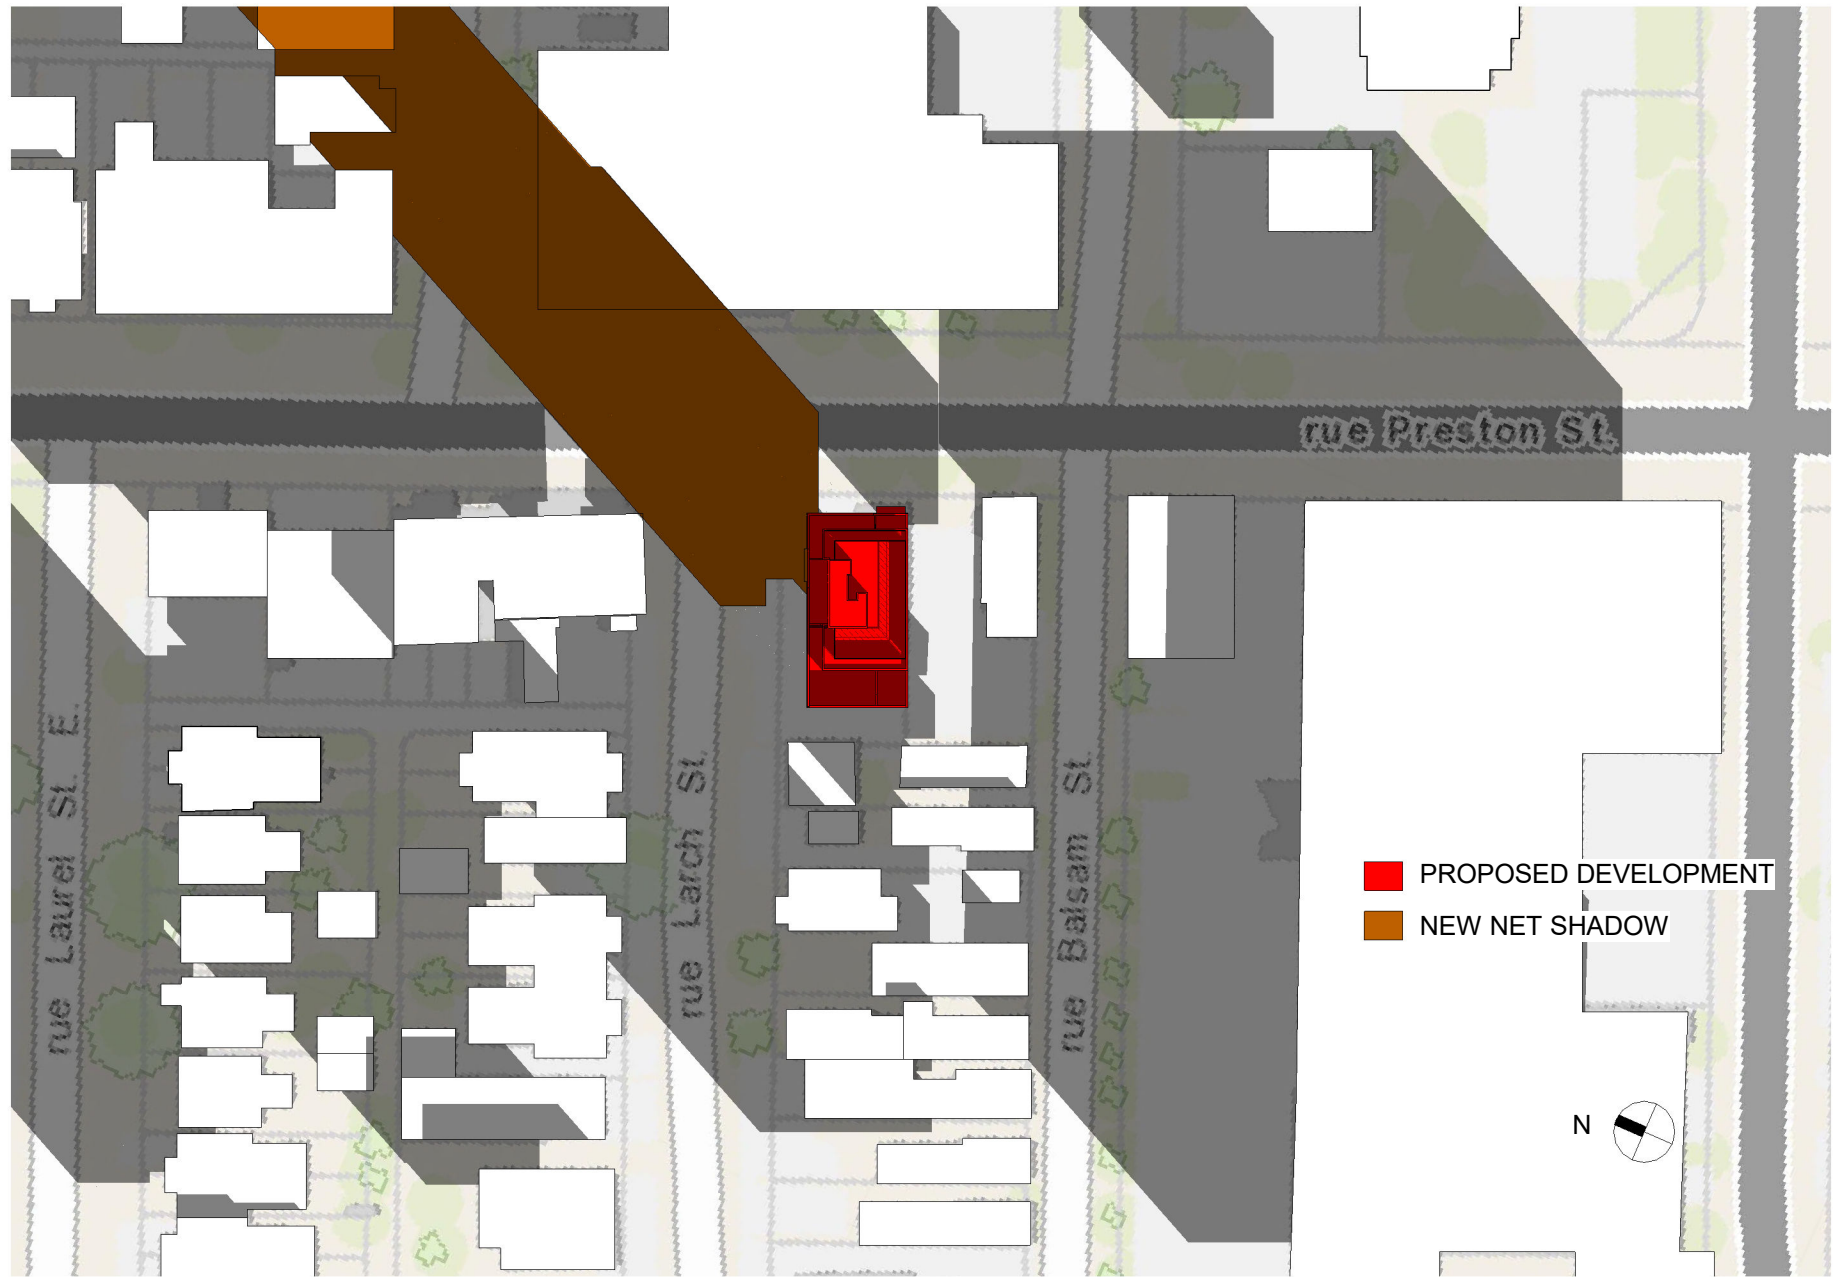 rue Preston St.
rue Laurel St. E.
rue Larch St.
rue Balsam St.
PROPOSED DEVELOPMENT
NEW NET SHADOW
N